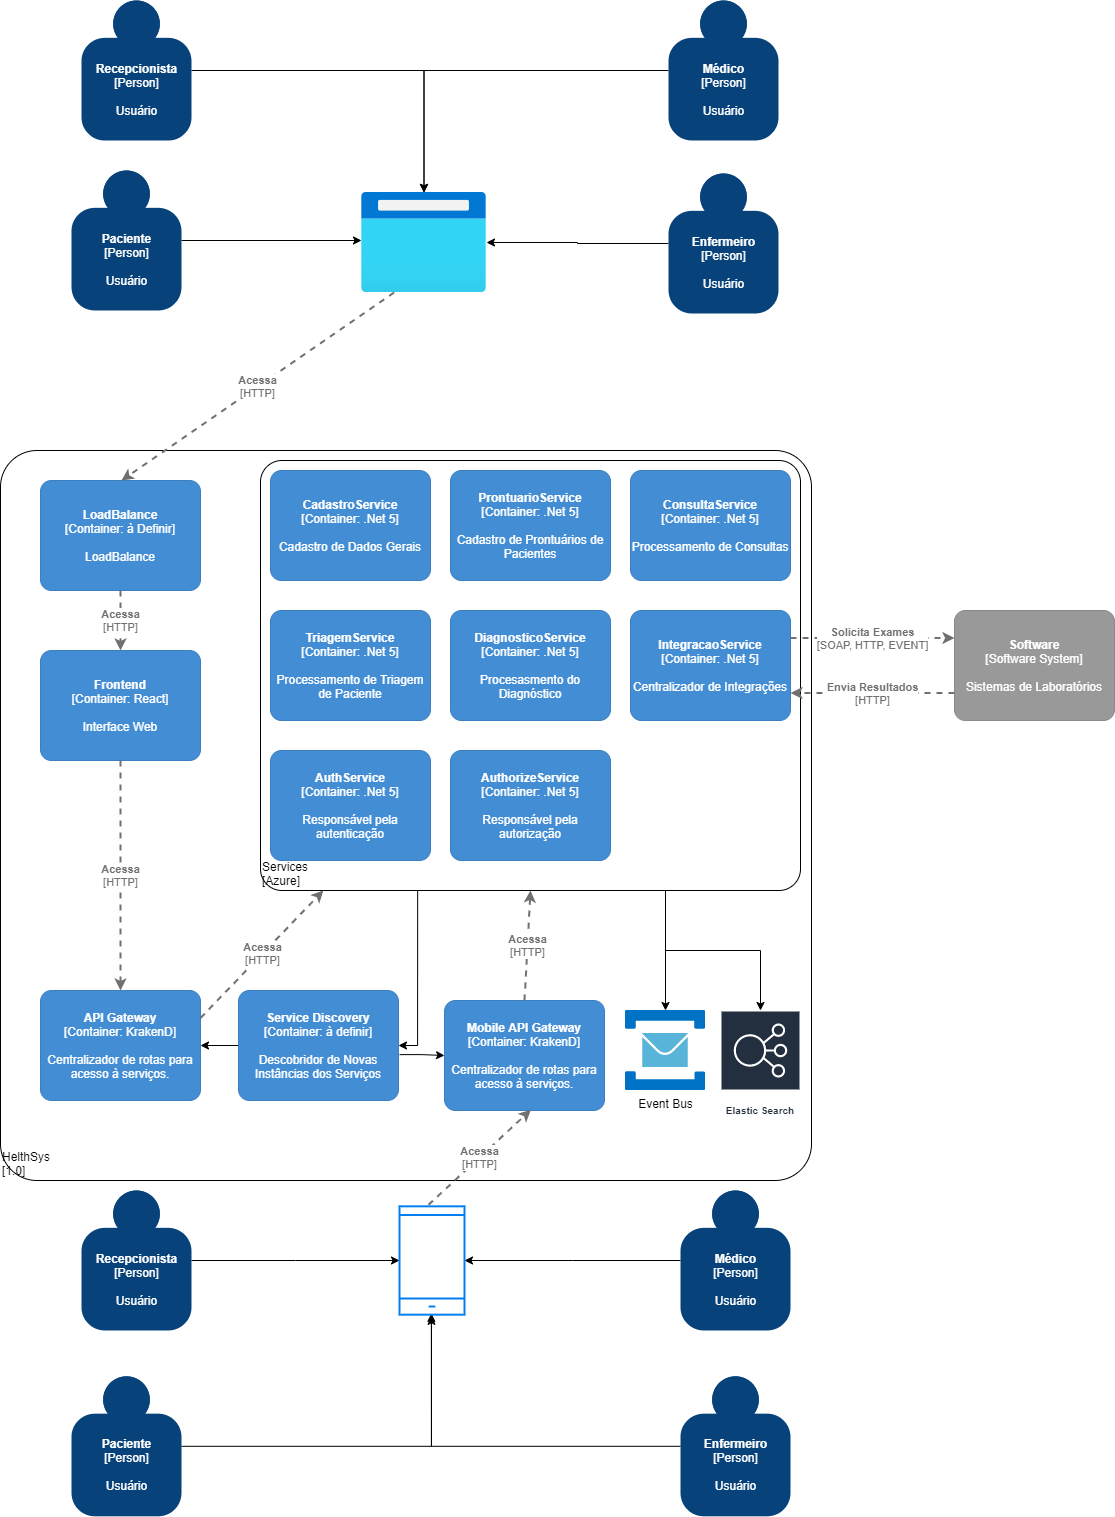 Recepcionista
[Person]
Usuário
Médico
[Person]
Usuário
Paciente
[Person]
Usuário
Enfermeiro
[Person]
Usuário
Acessa
[HTTP]
LoadBalance
[Container: à Definir]
LoadBalance
CadastroService
[Container: .Net 5]
Cadastro de Dados Gerais
ProntuarioService
[Container: .Net 5]
Cadastro de Prontuários de
Pacientes
ConsultaService
[Container: .Net 5]
Processamento de Consultas
Acessa
[HTTP]
Frontend
[Container: React]
Interface Web
TriagemService
[Container: .Net 5]
Processamento de Triagem
de Paciente
DiagnosticoService
[Container: .Net 5]
Procesasmento do
Diagnóstico
IntegracaoService
[Container: .Net 5]
Centralizador de Integrações
Solicita Exames
[SOAP, HTTP, EVENT]
Envia Resultados
[HTTP]
Software
[Software System]
Sistemas de Laboratórios
AuthService
[Container: .Net 5]
Responsável pela
autenticação
AuthorizeService
[Container: .Net 5]
Responsável pela
autorização
Services
[Azure]
Acessa
[HTTP]
Acessa
[HTTP]
Acessa
[HTTP]
API Gateway
[Container: KrakenD]
Centralizador de rotas para
acesso à serviços.
Service Discovery
[Container: à definir]
Descobridor de Novas
Instâncias dos Serviços
Mobile API Gateway
[Container: KrakenD]
Centralizador de rotas para
acesso à serviços.
Event Bus
Elastic Search
Acessa
[HTTP]
HelthSys
[1.0]
Recepcionista
[Person]
Usuário
Médico
[Person]
Usuário
Paciente
[Person]
Usuário
Enfermeiro
[Person]
Usuário